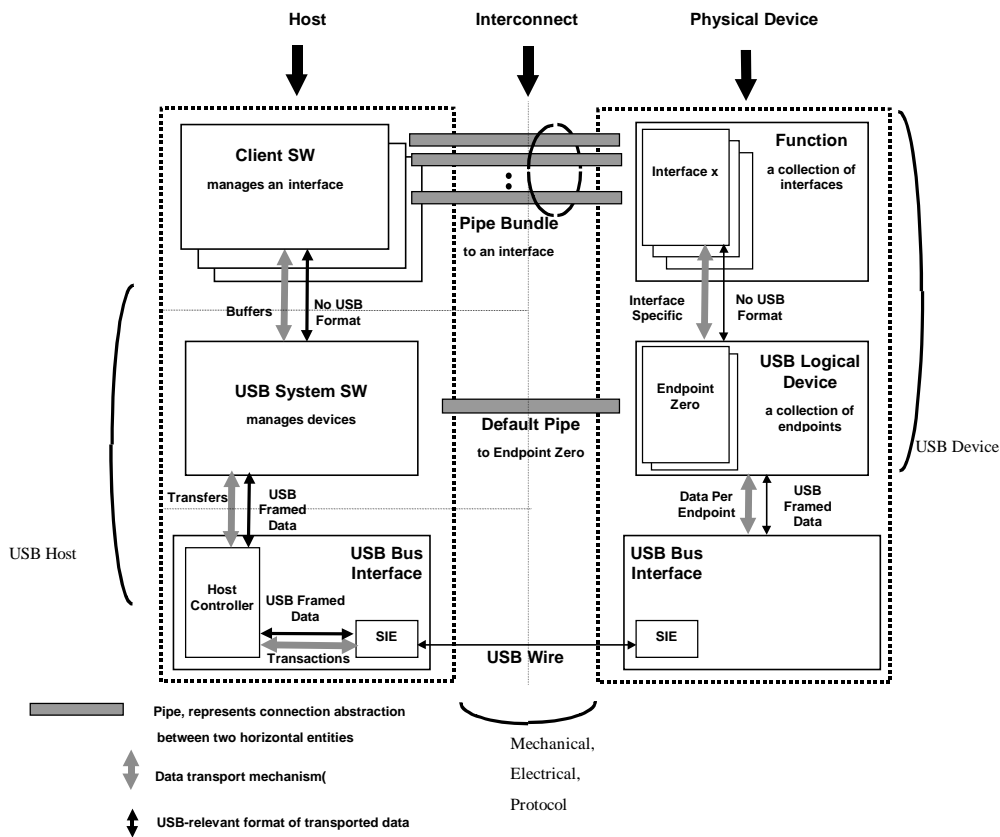 Host
Interconnect
Physical Device
Client SW
manages an interface
Pipe Bundle
to an interface
Interface x
Function
a collection of
interfaces
Buffers
No USB
Format
Interface
Specific
No USB
Format
USB System SW
manages devices
Default Pipe
to Endpoint Zero
Endpoint
Zero
USB Logical
Device
a collection of
endpoints
USB Device
Transfers
USB
Framed
Data
Data Per
Endpoint
USB
Framed
Data
USB Host
USB Bus
Interface
Host
Controller
USB Framed
Data
SIE
Transactions
USB Wire
USB Bus
Interface
SIE
Pipe, represents connection abstraction
between two horizontal entities
Data transport mechanism(
USB-relevant format of transported data
Mechanical,
Electrical,
Protocol